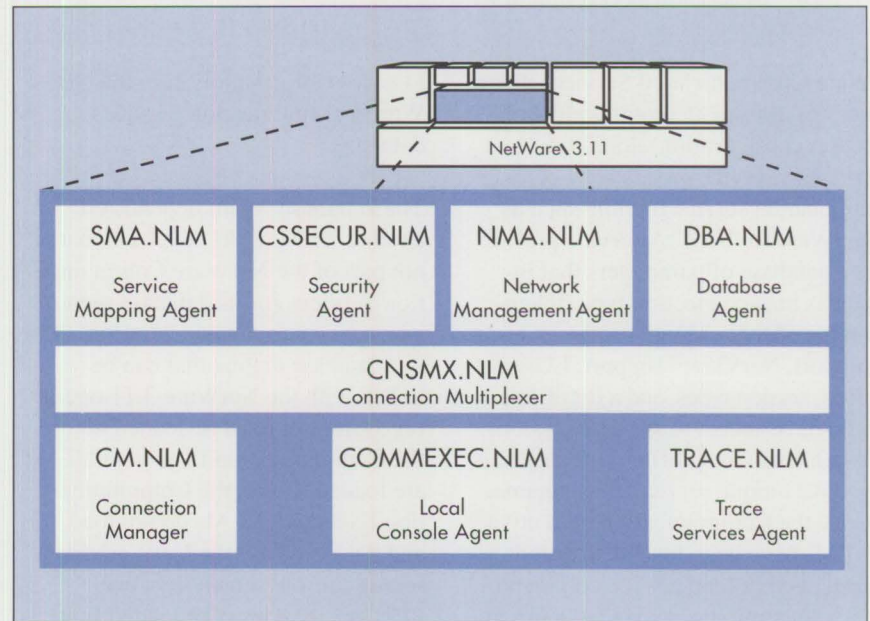 NetWare 3.11
SMA.NLM
Service
Mapping Agent
CSSECUR.NLM
Security
Agent
NMA.NLM
Network
Management Agent
DBA.NLM
Database
Agent
CNSMX.NLM
Connection Multiplexer
CM.NLM
Connection
Manager
COMMEXEC.NLM
Local
Console Agent
TRACE.NLM
Trace
Services Agent